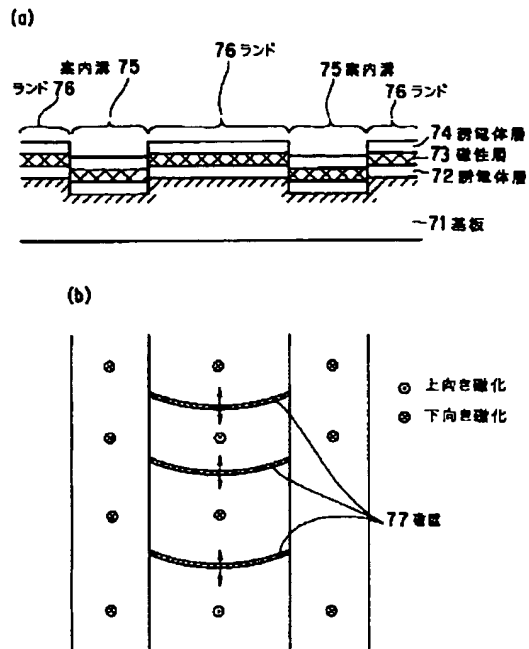 (a)
76 ランド
案内溝 75
75 案内溝
ランド 76
76 ランド
74 誘電体層
73 磁性層
72 誘電体層
71 基板
(b)
上向き磁化
下向き磁化
77 磁区